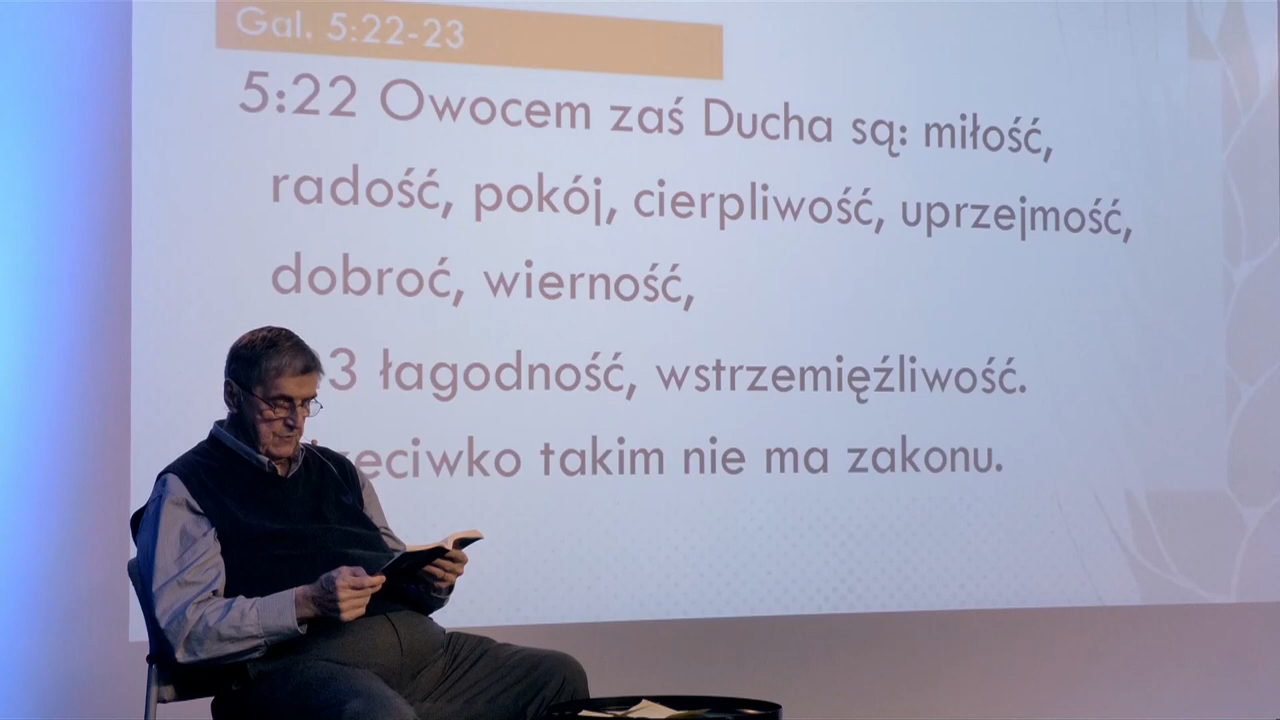 Gal. 5:22-23
5:22 Owocem zaś Ducha są: miłość,
radość, pokój, cierpliwość, uprzejmość,
dobroć, wierność,
3 łagodność, wstrzemięźliwość.
zeciwko takim nie ma zakonu.